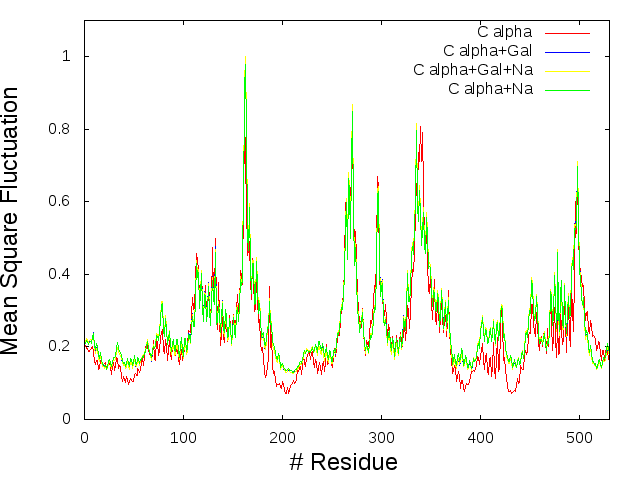 1
0.8
0.6
0.4
0.2
0
0
100
200
300
400
500
Mean Square Fluctuation
# Residue
C alpha
C alpha+Gal
C alpha+Gal+Na
C alpha+Na